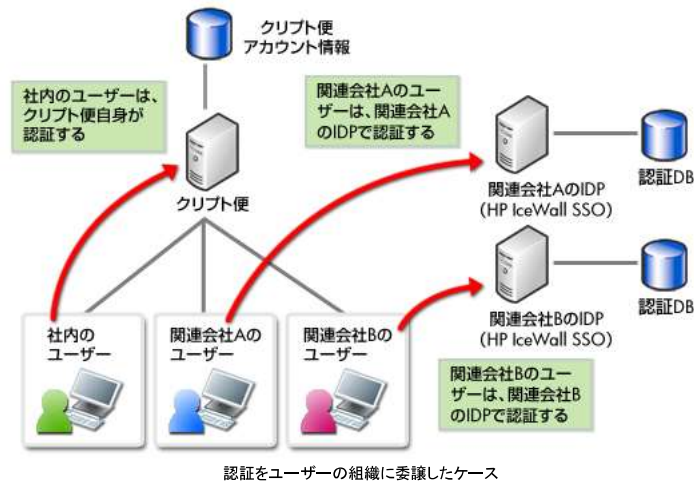 クリプト便
アカウント情報
社内のユーザーは、
クリプト便自身が
認証する
関連会社Aのユー
ザーは、関連会社A
のIDPで認証する
クリプト便
関連会社AのIDP
(HP IceWall SSO)
認証DB
関連会社BのIDP
(HP IceWall SSO)
認証DB
社内の
ユーザー
関連会社Aの
ユーザー
関連会社Bの
ユーザー
関連会社Bのユー
ザーは、関連会社B
のIDPで認証する
認証をユーザーの組織に委譲したケース